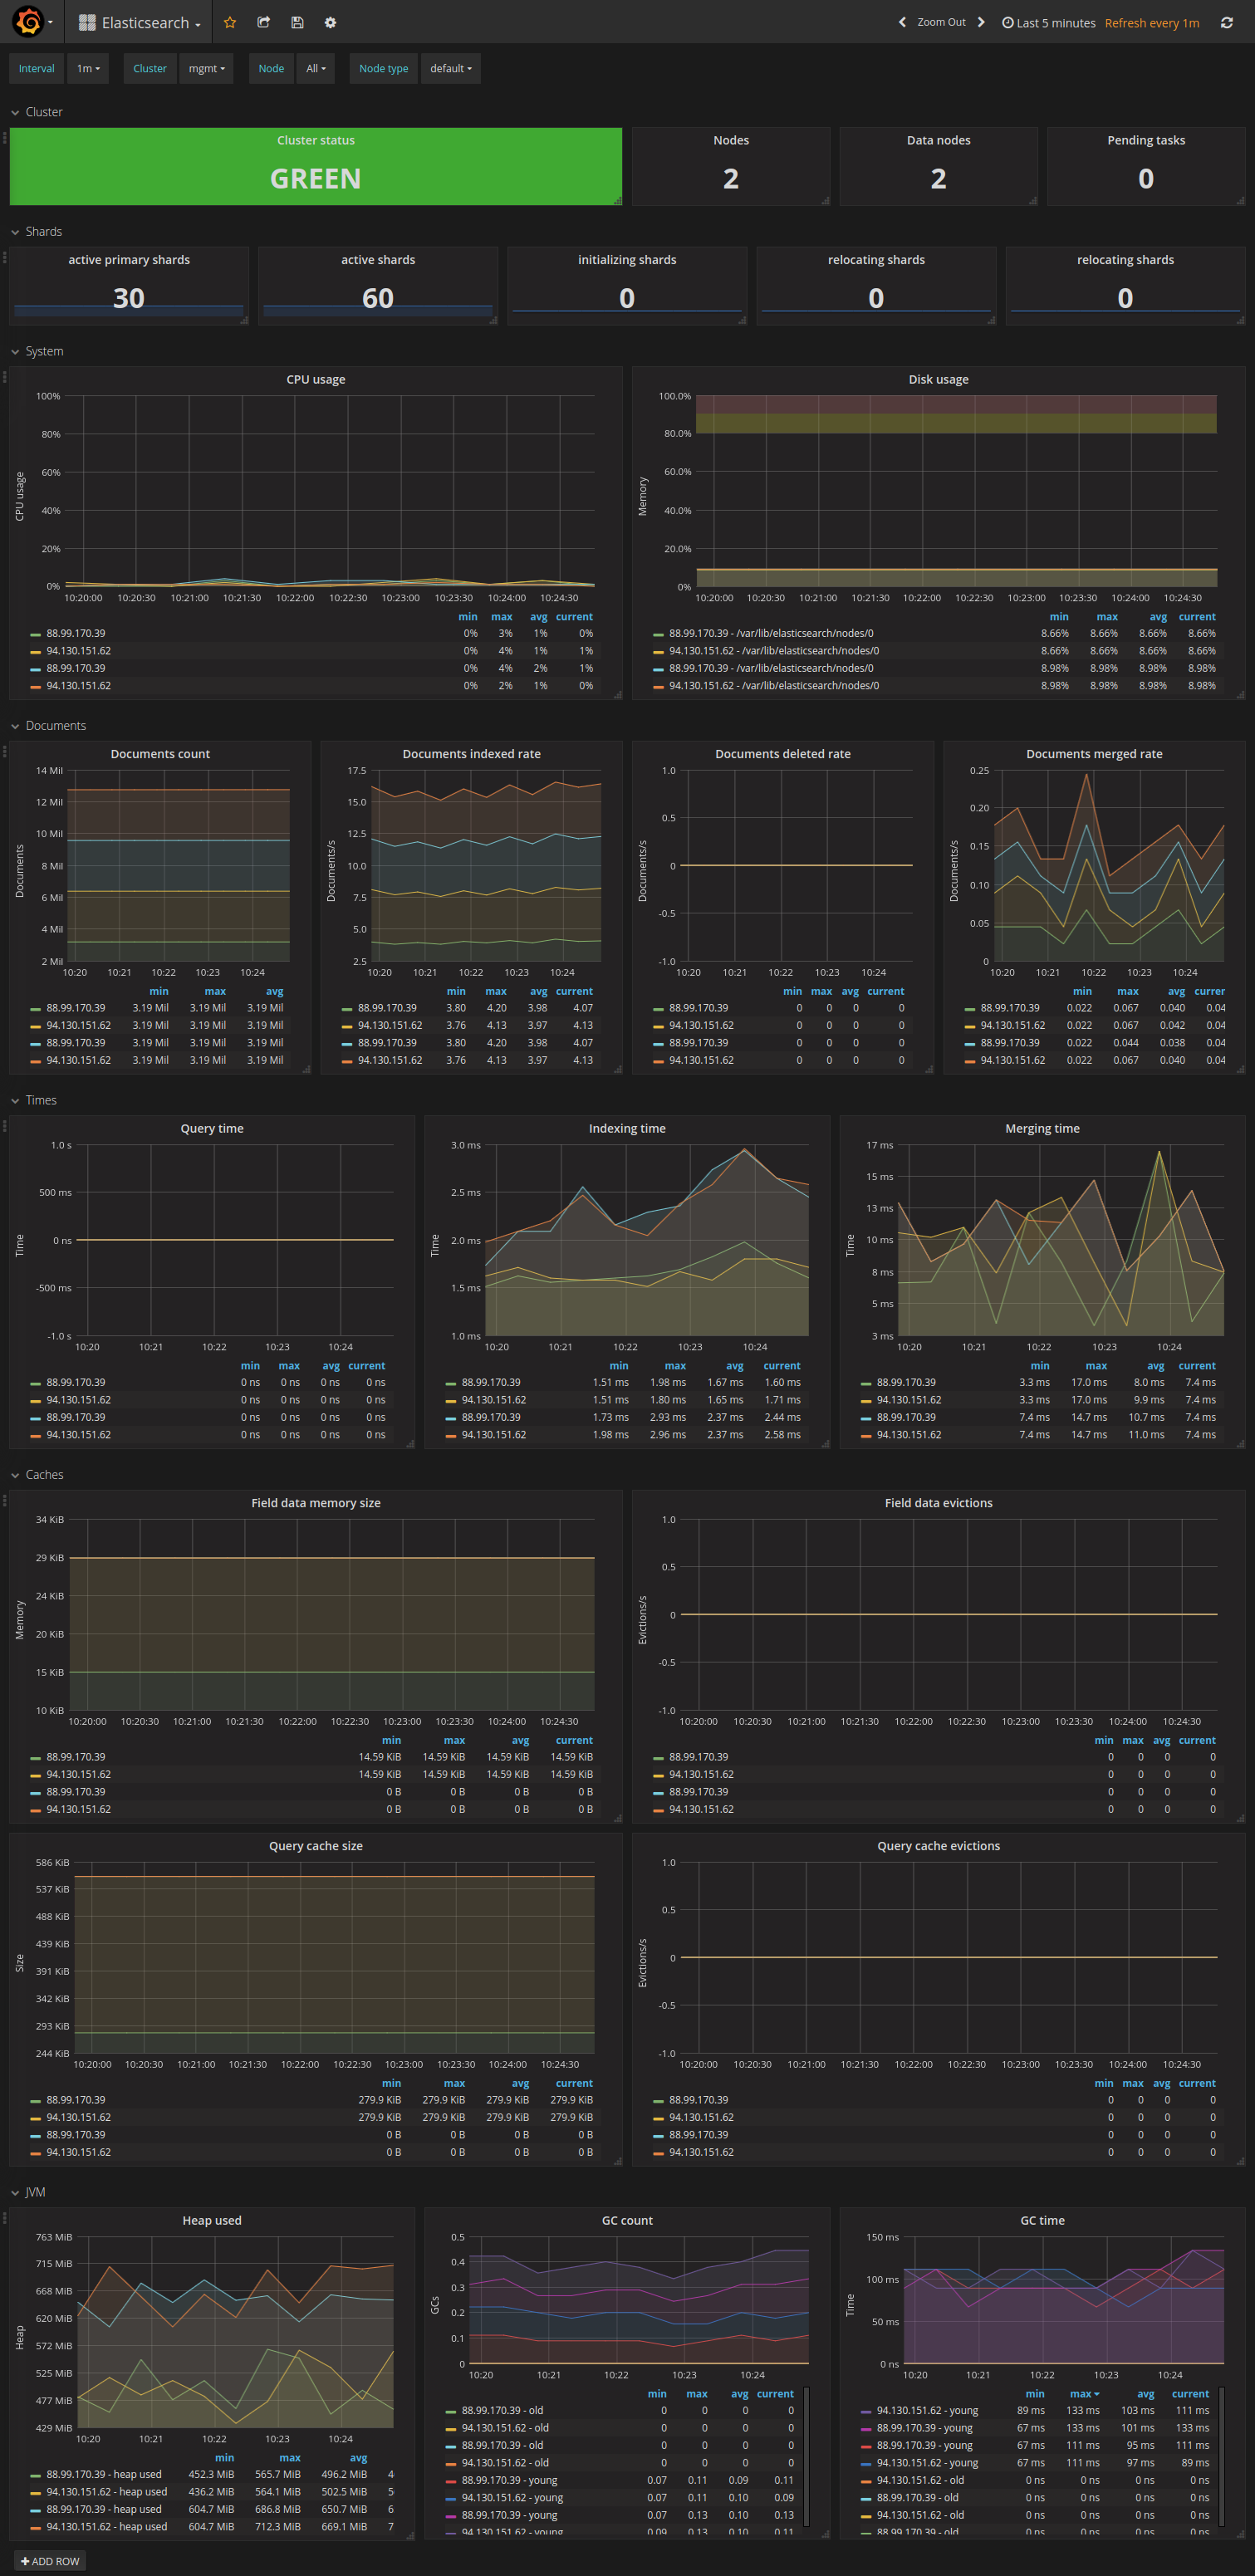 Elasticsearch
Zoom Out
Last 5 minutes Refresh every 1m
Interval 1m Cluster mgmt Node All Node type default
Cluster
Cluster status
GREEN
Nodes
2
Data nodes
2
Pending tasks
0
Shards
active primary shards
30
active shards
60
initializing shards
0
relocating shards
0
relocating shards
0
System
CPU usage
CPU usage
100%
80%
60%
40%
20%
0%
10:20:00 10:20:30 10:21:00 10:21:30 10:22:00 10:22:30 10:23:00 10:23:30 10:24:00 10:24:30
min max avg current
88.99.170.39 0% 3% 1% 0%
94.130.151.62 0% 4% 1% 1%
88.99.170.39 0% 4% 2% 1%
94.130.151.62 0% 2% 1% 0%
Disk usage
Memory
100.0%
80.0%
60.0%
40.0%
20.0%
0%
10:20:00 10:20:30 10:21:00 10:21:30 10:22:00 10:22:30 10:23:00 10:23:30 10:24:00 10:24:30
min max avg current
88.99.170.39 - /var/lib/elasticsearch/nodes/0 8.66% 8.66% 8.66% 8.66%
94.130.151.62 - /var/lib/elasticsearch/nodes/0 8.66% 8.66% 8.66% 8.66%
88.99.170.39 - /var/lib/elasticsearch/nodes/0 8.98% 8.98% 8.98% 8.98%
94.130.151.62 - /var/lib/elasticsearch/nodes/0 8.98% 8.98% 8.98% 8.98%
Documents
Documents count
Documents
14 Mil
12 Mil
10 Mil
8 Mil
6 Mil
4 Mil
2 Mil
10:20 10:21 10:22 10:23 10:24
min max avg
88.99.170.39 3.19 Mil 3.19 Mil 3.19 Mil
94.130.151.62 3.19 Mil 3.19 Mil 3.19 Mil
88.99.170.39 3.19 Mil 3.19 Mil 3.19 Mil
94.130.151.62 3.19 Mil 3.19 Mil 3.19 Mil
Documents indexed rate
Documents/s
17.5
15.0
12.5
10.0
7.5
5.0
2.5
10:20 10:21 10:22 10:23 10:24
min max avg current
88.99.170.39 3.80 4.20 3.98 4.07
94.130.151.62 3.76 4.13 3.97 4.13
88.99.170.39 3.80 4.20 3.98 4.07
94.130.151.62 3.76 4.13 3.97 4.13
Documents deleted rate
Documents/s
1.0
0.5
0
-0.5
-1.0
10:20 10:21 10:22 10:23 10:24
min max avg current
88.99.170.39 0 0 0 0
94.130.151.62 0 0 0 0
88.99.170.39 0 0 0 0
94.130.151.62 0 0 0 0
Documents merged rate
Documents/s
0.25
0.20
0.15
0.10
0.05
0
10:20 10:21 10:22 10:23 10:24
min max avg currer
88.99.170.39 0.022 0.067 0.040 0.04
94.130.151.62 0.022 0.067 0.042 0.04
88.99.170.39 0.022 0.044 0.038 0.04
94.130.151.62 0.022 0.067 0.040 0.04
Times
Query time
Time
1.0 s
500 ms
0 ns
-500 ms
-1.0 s
10:20 10:21 10:22 10:23 10:24
min max avg current
88.99.170.39 0 ns 0 ns 0 ns 0 ns
94.130.151.62 0 ns 0 ns 0 ns 0 ns
88.99.170.39 0 ns 0 ns 0 ns 0 ns
94.130.151.62 0 ns 0 ns 0 ns 0 ns
Indexing time
Time
3.0 ms
2.5 ms
2.0 ms
1.5 ms
1.0 ms
10:20 10:21 10:22 10:23 10:24
min max avg current
88.99.170.39 1.51 ms 1.98 ms 1.67 ms 1.60 ms
94.130.151.62 1.51 ms 1.80 ms 1.65 ms 1.71 ms
88.99.170.39 1.73 ms 2.93 ms 2.37 ms 2.44 ms
94.130.151.62 1.98 ms 2.96 ms 2.37 ms 2.58 ms
Merging time
Time
17 ms
15 ms
13 ms
10 ms
8 ms
5 ms
3 ms
10:20 10:21 10:22 10:23 10:24
min max avg current
88.99.170.39 3.3 ms 17.0 ms 8.0 ms 7.4 ms
94.130.151.62 3.3 ms 17.0 ms 9.9 ms 7.4 ms
88.99.170.39 7.4 ms 14.7 ms 10.7 ms 7.4 ms
94.130.151.62 7.4 ms 14.7 ms 11.0 ms 7.4 ms
Caches
Field data memory size
Memory
34 KiB
29 KiB
24 KiB
20 KiB
15 KiB
10 KiB
10:20:00 10:20:30 10:21:00 10:21:30 10:22:00 10:22:30 10:23:00 10:23:30 10:24:00 10:24:30
min max avg current
88.99.170.39 14.59 KiB 14.59 KiB 14.59 KiB 14.59 KiB
94.130.151.62 14.59 KiB 14.59 KiB 14.59 KiB 14.59 KiB
88.99.170.39 0 B 0 B 0 B 0 B
94.130.151.62 0 B 0 B 0 B 0 B
Field data evictions
Evictions/s
1.0
0.5
0
-0.5
-1.0
10:20:00 10:20:30 10:21:00 10:21:30 10:22:00 10:22:30 10:23:00 10:23:30 10:24:00 10:24:30
min max avg current
88.99.170.39 0 0 0 0
94.130.151.62 0 0 0 0
88.99.170.39 0 0 0 0
94.130.151.62 0 0 0 0
Query cache size
Size
586 KiB
537 KiB
488 KiB
439 KiB
391 KiB
342 KiB
293 KiB
244 KiB
10:20:00 10:20:30 10:21:00 10:21:30 10:22:00 10:22:30 10:23:00 10:23:30 10:24:00 10:24:30
min max avg current
88.99.170.39 279.9 KiB 279.9 KiB 279.9 KiB 279.9 KiB
94.130.151.62 279.9 KiB 279.9 KiB 279.9 KiB 279.9 KiB
88.99.170.39 0 B 0 B 0 B 0 B
94.130.151.62 0 B 0 B 0 B 0 B
Query cache evictions
Evictions/s
1.0
0.5
0
-0.5
-1.0
10:20:00 10:20:30 10:21:00 10:21:30 10:22:00 10:22:30 10:23:00 10:23:30 10:24:00 10:24:30
min max avg current
88.99.170.39 0 0 0 0
94.130.151.62 0 0 0 0
88.99.170.39 0 0 0 0
94.130.151.62 0 0 0 0
JVM
Heap used
Heap
763 MiB
715 MiB
668 MiB
620 MiB
572 MiB
525 MiB
477 MiB
429 MiB
10:20 10:21 10:22 10:23 10:24
min max avg
88.99.170.39 - heap used 452.3 MiB 565.7 MiB 496.2 MiB 4
94.130.151.62 - heap used 436.2 MiB 564.1 MiB 502.5 MiB 5
88.99.170.39 - heap used 604.7 MiB 686.8 MiB 650.7 MiB 6
94.130.151.62 - heap used 604.7 MiB 712.3 MiB 669.1 MiB 7
GC count
GCs
0.5
0.4
0.3
0.2
0.1
0
10:20 10:21 10:22 10:23 10:24
min max avg current
88.99.170.39 - old 0 0 0 0
94.130.151.62 - old 0 0 0 0
88.99.170.39 - old 0 0 0 0
94.130.151.62 - old 0 0 0 0
88.99.170.39 - young 0.07 0.11 0.09 0.11
94.130.151.62 - young 0.07 0.11 0.10 0.09
88.99.170.39 - young 0.07 0.13 0.10 0.13
94.130.151.62 - young 0.09 0.13 0.10 0.11
GC time
Time
150 ms
100 ms
50 ms
0 ns
10:20 10:21 10:22 10:23 10:24
min max avg current
94.130.151.62 - young 89 ms 133 ms 103 ms 111 ms
88.99.170.39 - young 67 ms 133 ms 101 ms 133 ms
88.99.170.39 - young 67 ms 111 ms 95 ms 111 ms
94.130.151.62 - young 67 ms 111 ms 97 ms 89 ms
94.130.151.62 - old 0 ns 0 ns 0 ns 0 ns
88.99.170.39 - old 0 ns 0 ns 0 ns 0 ns
94.130.151.62 - old 0 ns 0 ns 0 ns 0 ns
88.99.170.39 - old 0 ns 0 ns 0 ns 0 ns
+ ADD ROW